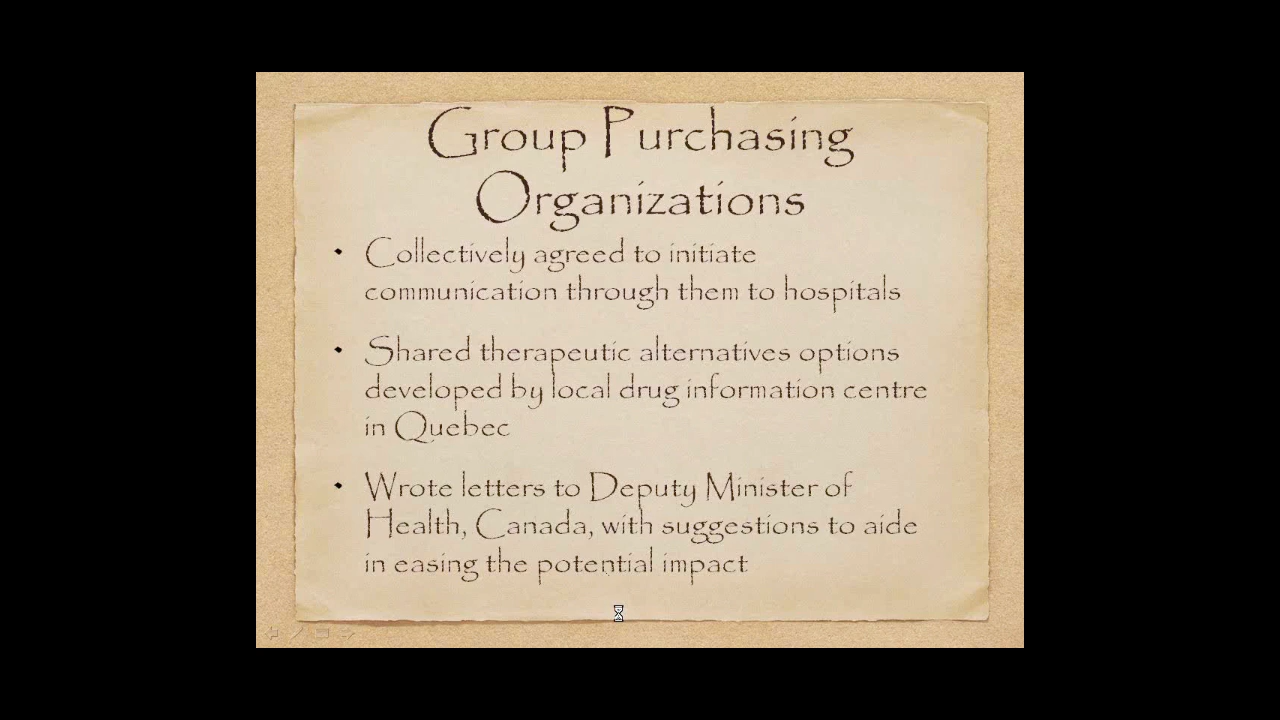 Group Purchasing
Organizations
• Collectively agreed to initiate
communication through them to hospitals
• Shared therapeutic alternatives options
developed by local drug information centre
in Quebec
• Wrote letters to Deputy Minister of
Health, Canada, with suggestions to aide
in easing the potential impact